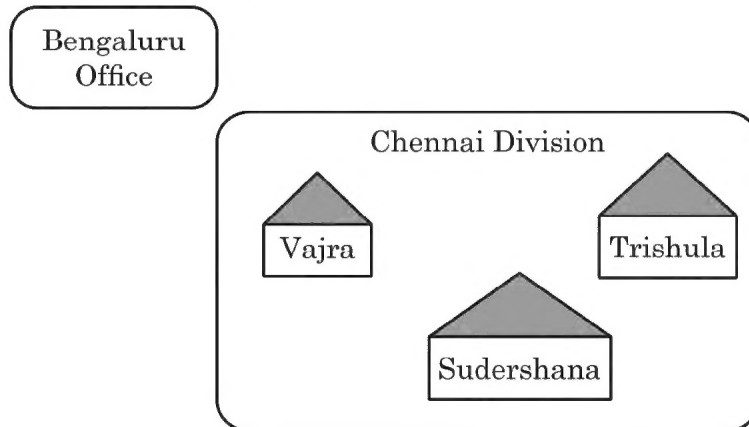 Bengaluru
Office
Chennai Division
Vajra
Trishula
Sudershana